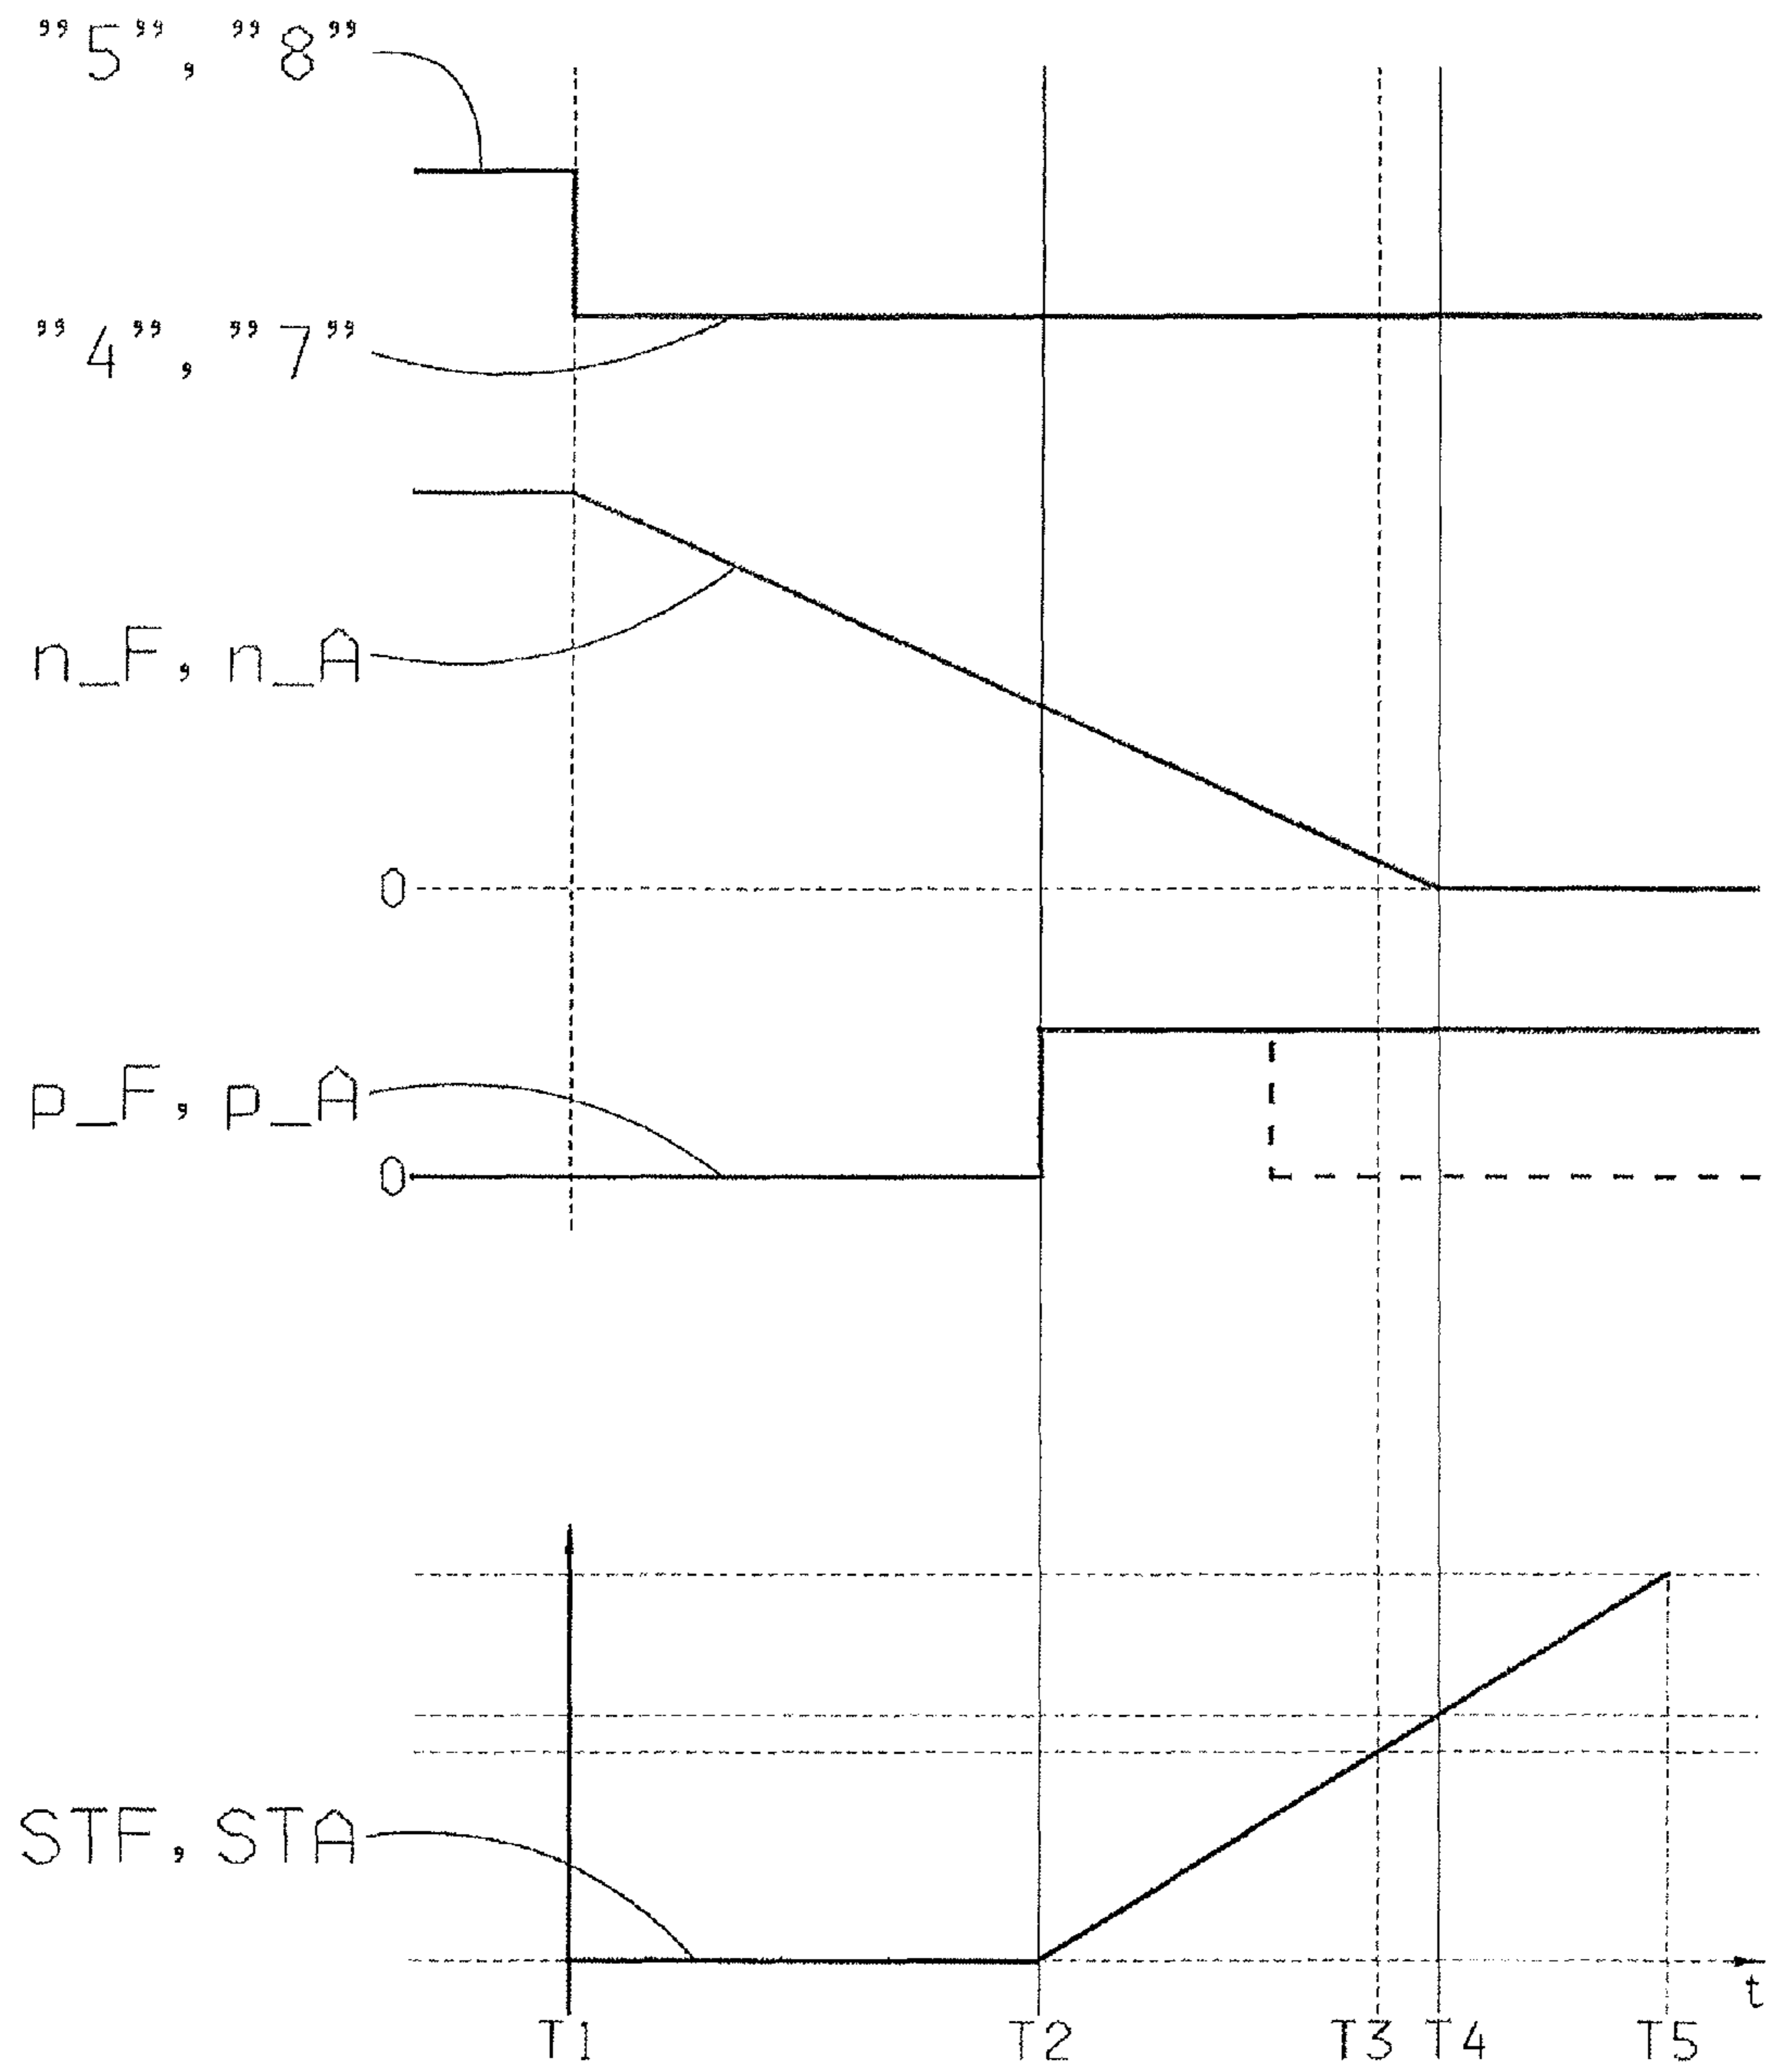 ”5”, ”8”
”4”, ”7”
n_F, n_A
0
p_F, p_A
0
STF, STA
t
T1 T2 T3 T4 T5